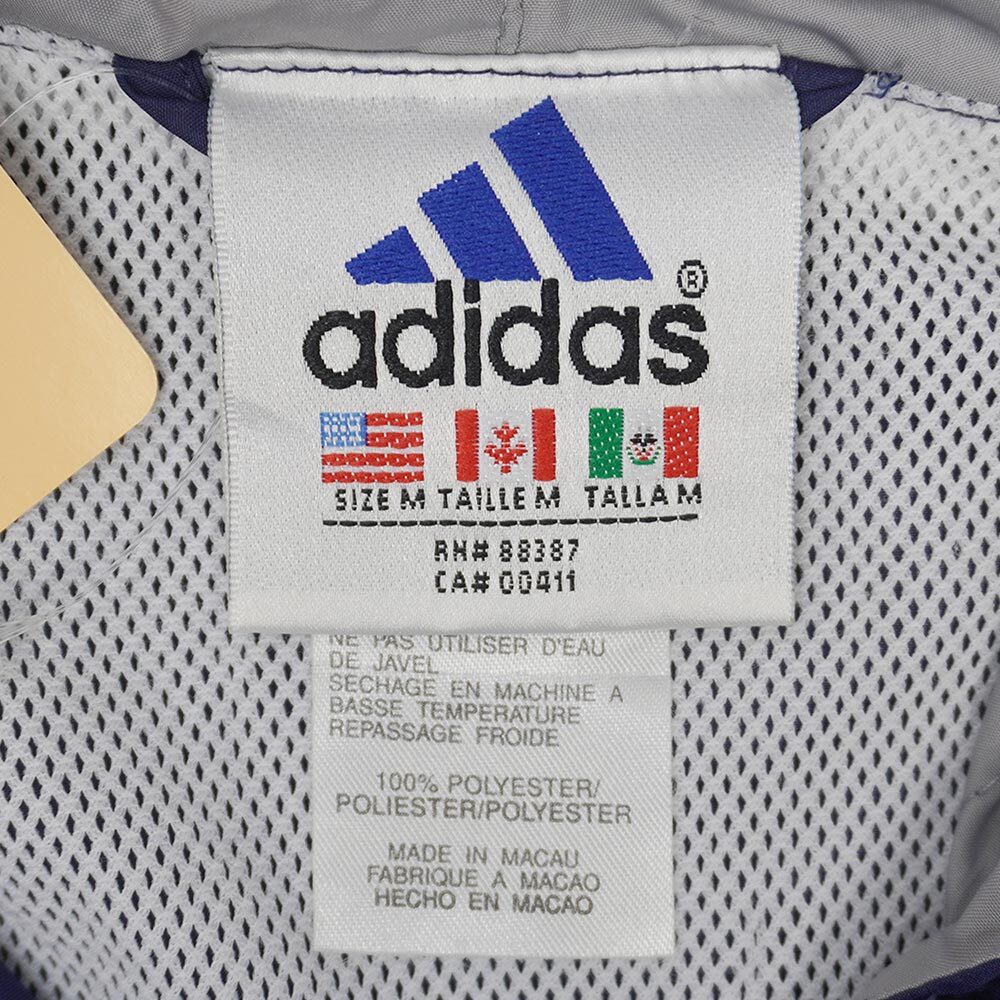 adidas®
SIZE M TAILLE M TALLA M
RN# 88387
CA# 00411
NE PAS UTILISER D'EAU
DE JAVEL
SECHAGE EN MACHINE A
BASSE TEMPERATURE
REPASSAGE FROIDE
100% POLYESTER/
POLIESTER/POLYESTER
MADE IN MACAU
FABRIQUE A MACAO
HECHO EN MACAO